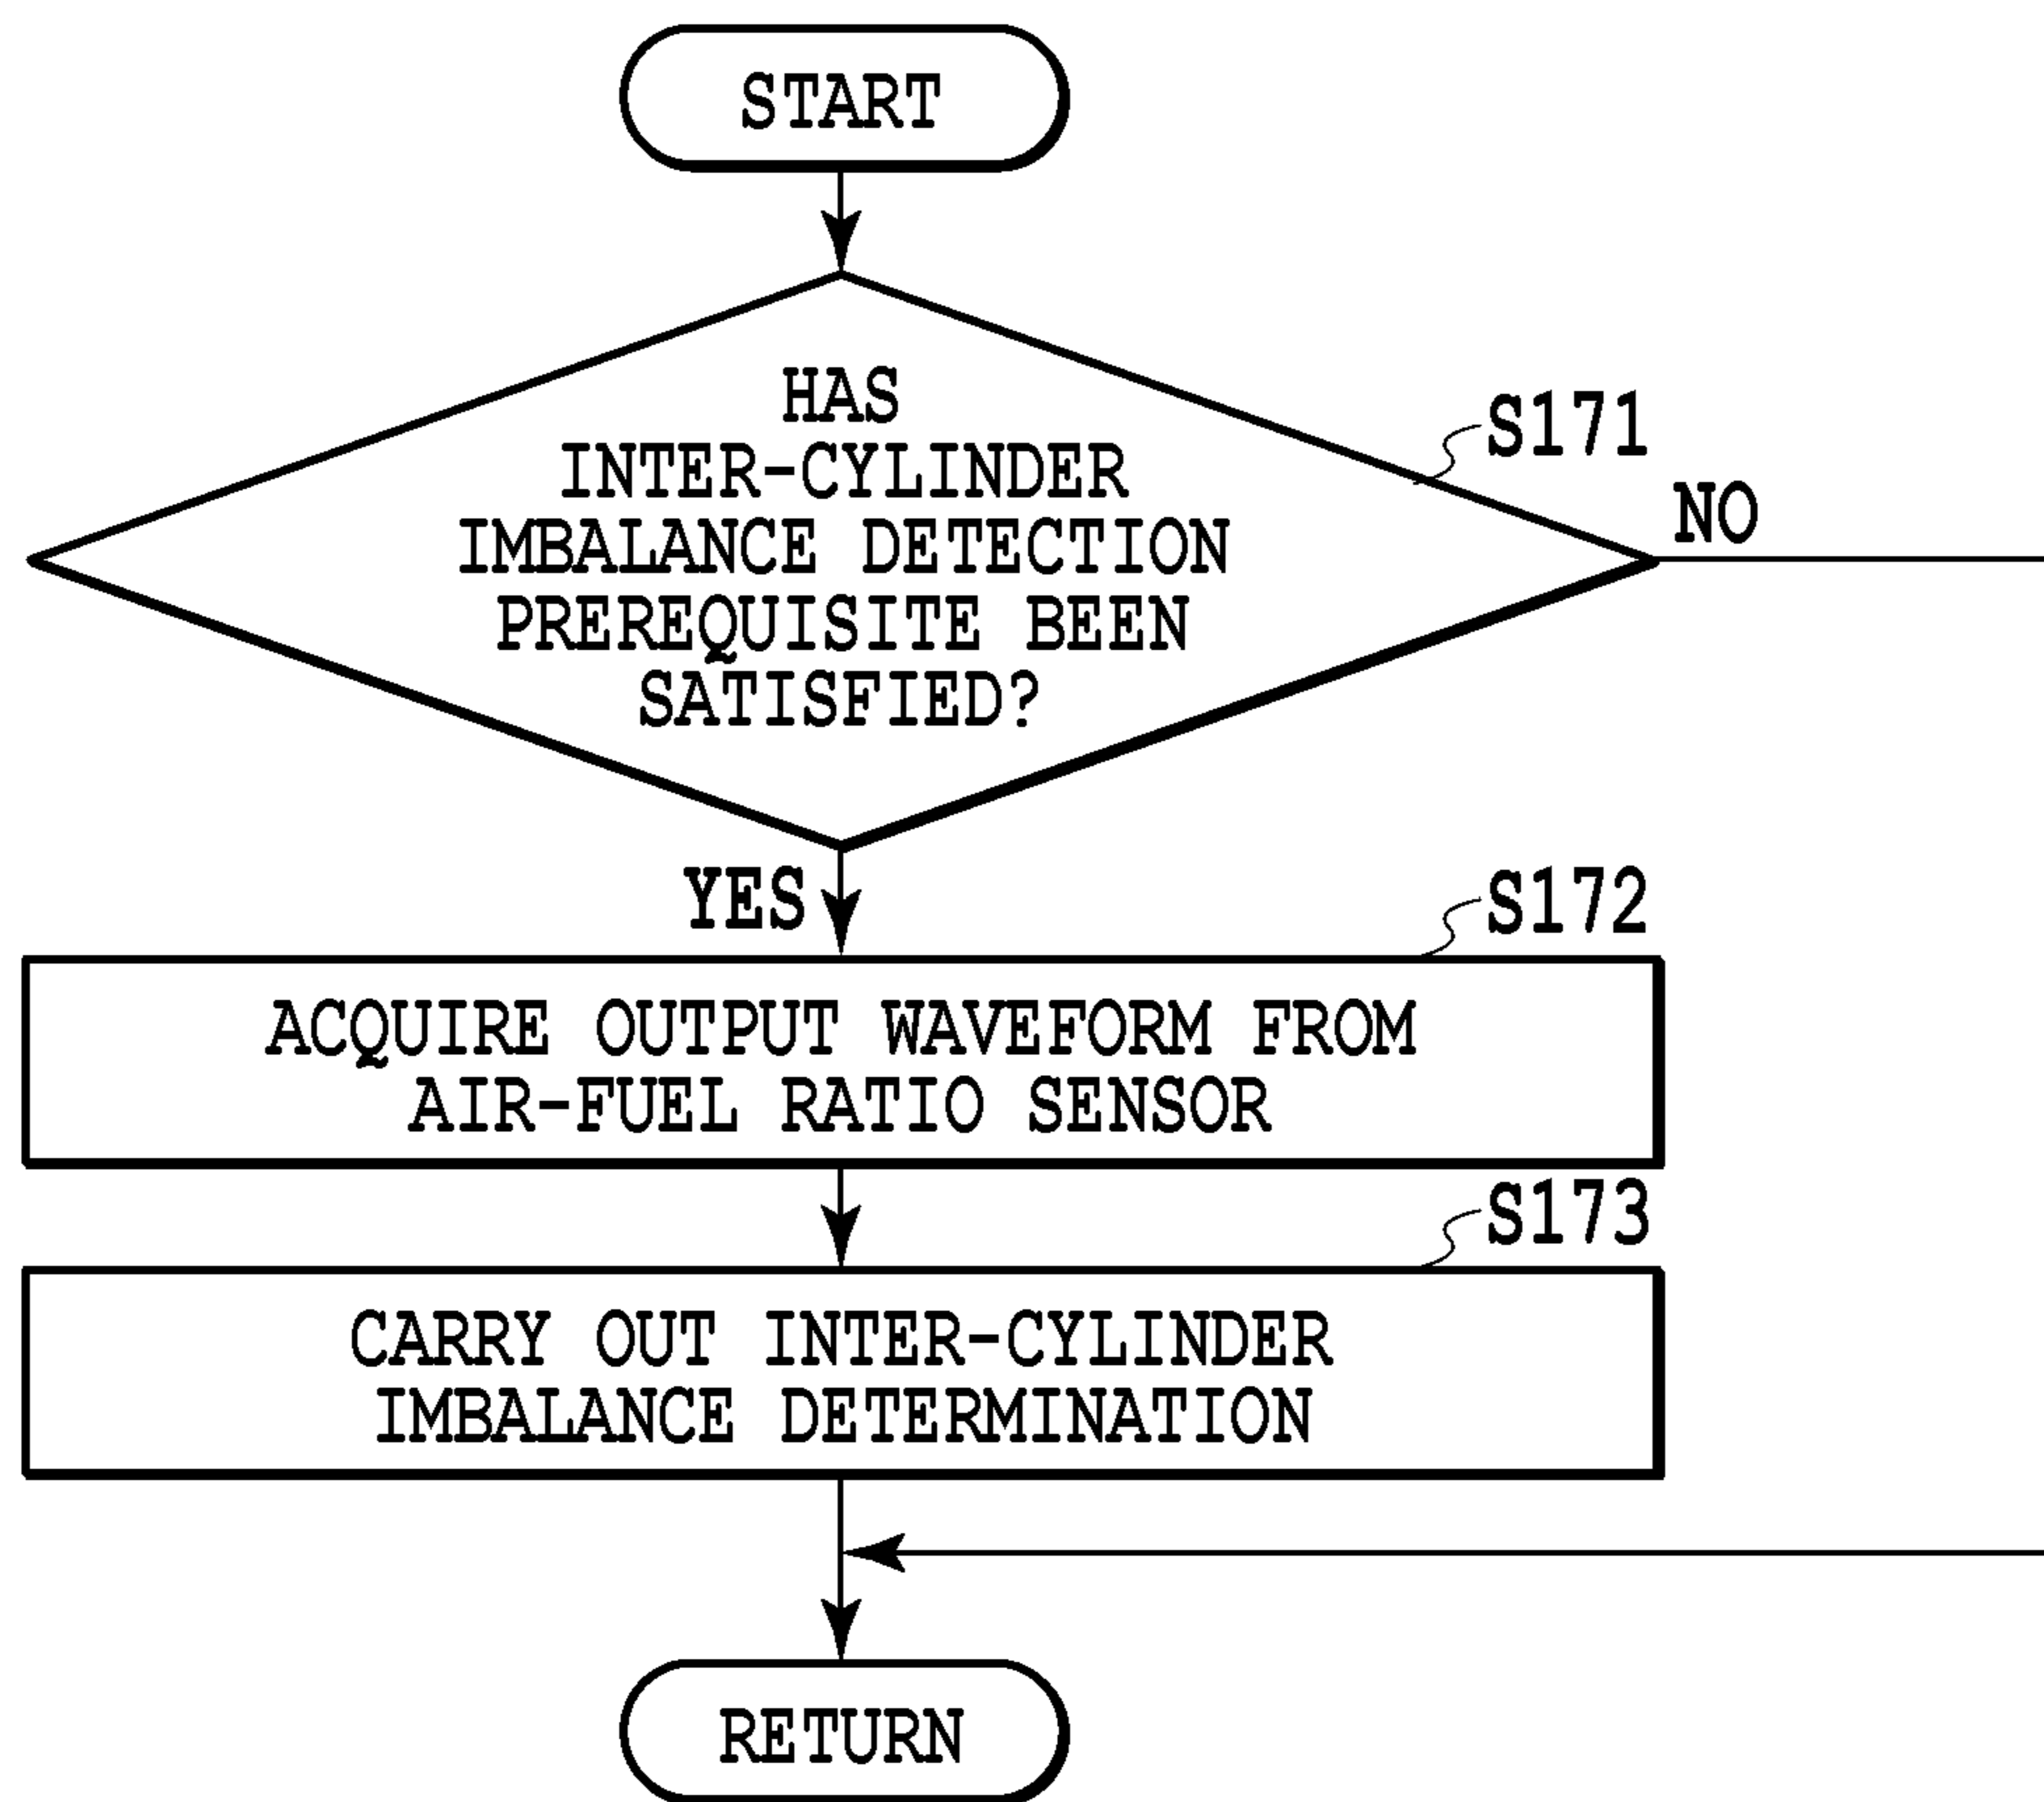 START
HAS
INTER-CYLINDER
IMBALANCE DETECTION
PREREQUISITE BEEN
SATISFIED?
S171
NO
YES
S172
ACQUIRE OUTPUT WAVEFORM FROM
AIR-FUEL RATIO SENSOR
S173
CARRY OUT INTER-CYLINDER
IMBALANCE DETERMINATION
RETURN